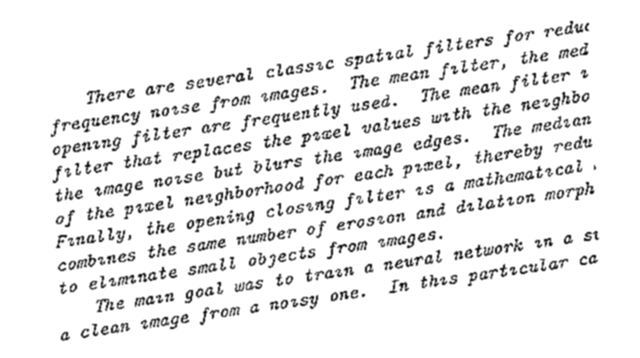 There are several classic spatial filters for reduc
frequency noise from images. The mean filter, the med
opening filter are frequently used. The mean filter i
filter that replaces the pixel values with the neighbo
the image noise but blurs the image edges. The median
of the pixel neighborhood for each pixel, thereby redu
Finally, the opening closing filter is a mathematical
combines the same number of erosion and dilation morph
to eliminate small objects from images.
The main goal was to train a neural network in a st
a clean image from a noisy one. In this particular ca